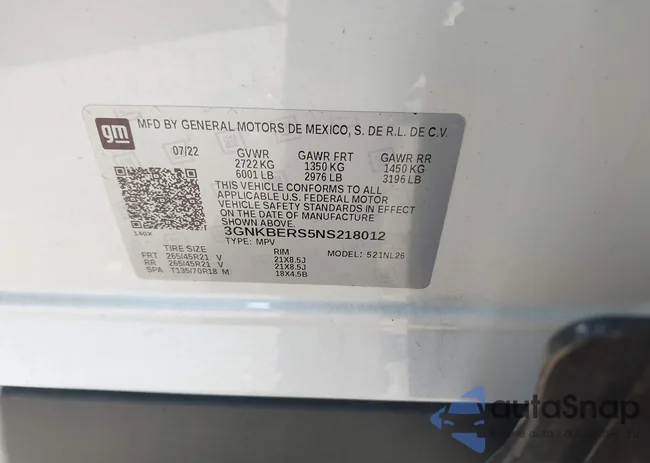 gm
MFD BY GENERAL MOTORS DE MEXICO, S. DE R.L. DE C.V.
07/22 GVWR GAWR FRT GAWR RR
2722 KG 1350 KG 1450 KG
6001 LB 2976 LB 3196 LB
THIS VEHICLE CONFORMS TO ALL
APPLICABLE U.S. FEDERAL MOTOR
VEHICLE SAFETY STANDARDS IN EFFECT
ON THE DATE OF MANUFACTURE
SHOWN ABOVE.
140X 3GNKBERS5NS218012
TYPE: MPV MODEL: 521NL26
TIRE SIZE RIM
FRT 265/45R21 V 21X8.5J
RR 265/45R21 V 21X8.5J
SPA T135/70R18 M 18X4.5B
autoSnap